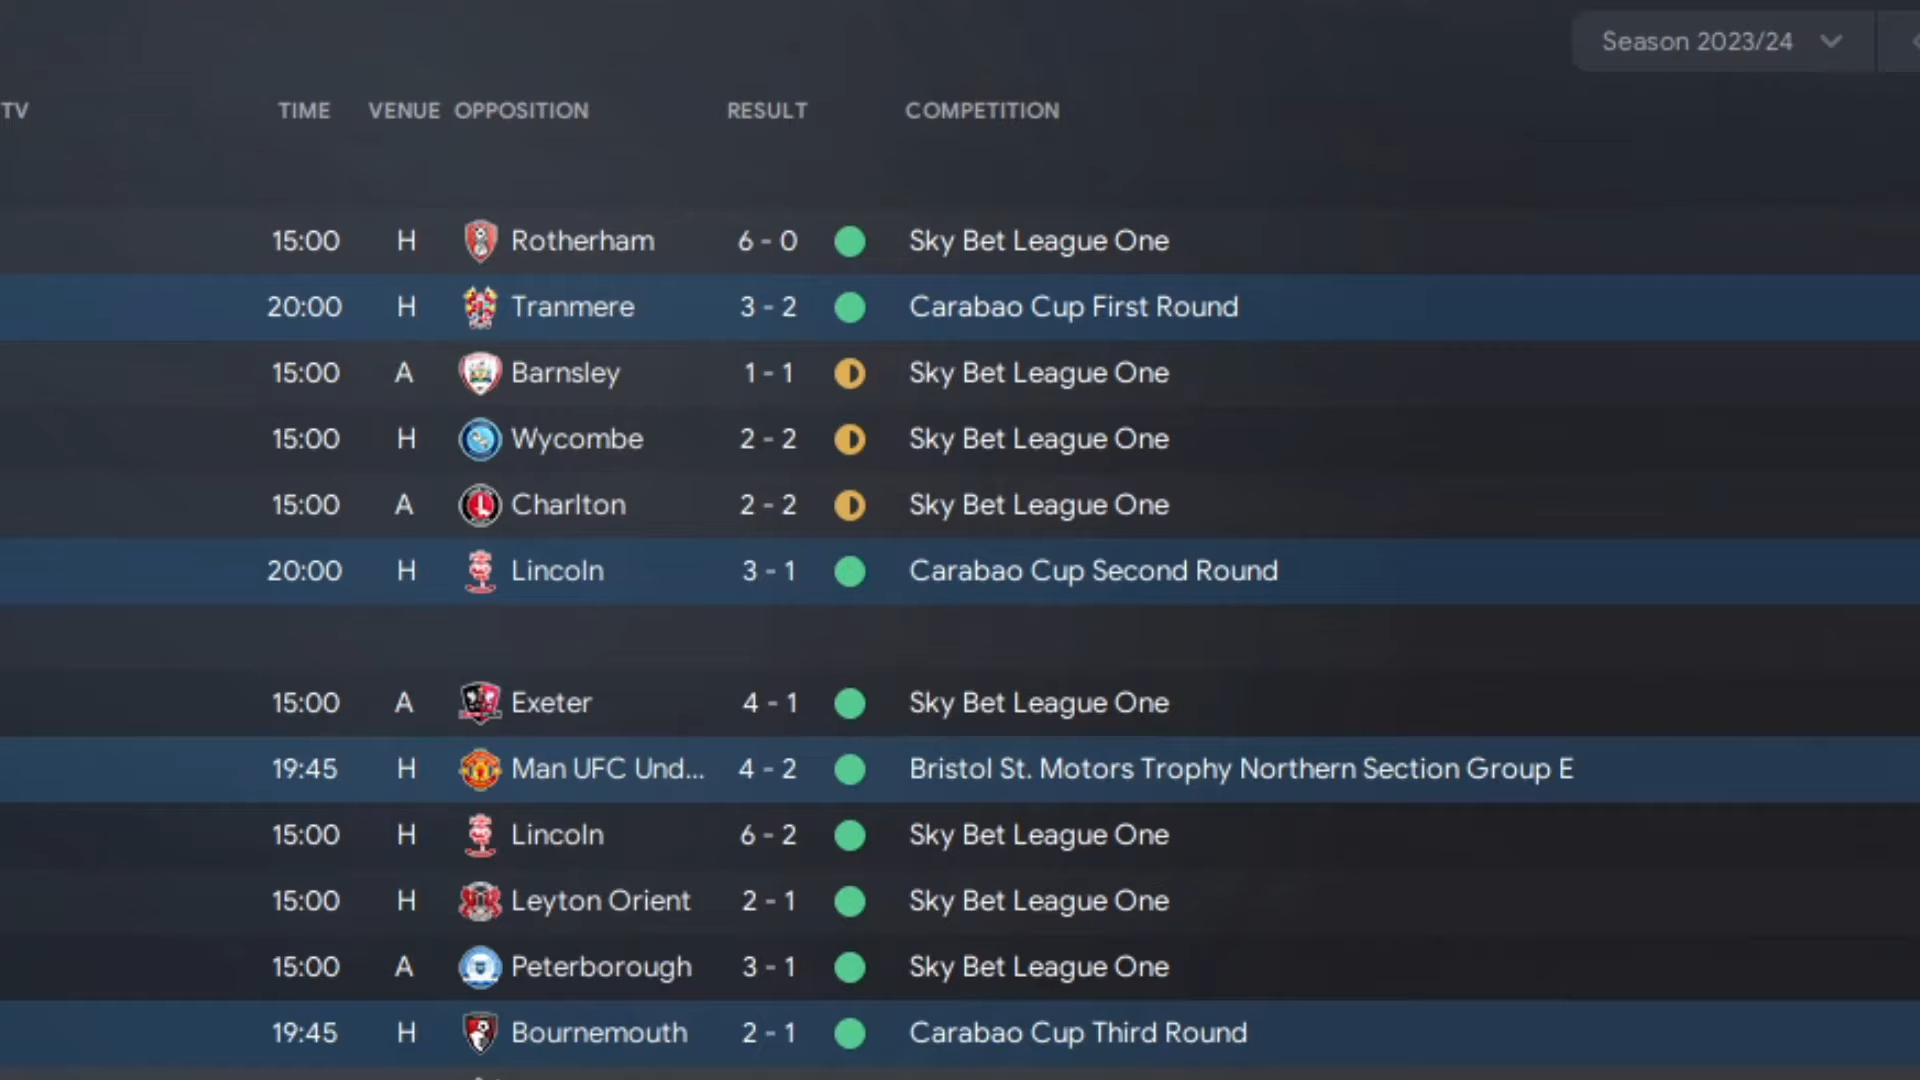 Season 2023/24
TV TIME VENUE OPPOSITION RESULT COMPETITION
15:00 H Rotherham 6 - 0 Sky Bet League One
20:00 H Tranmere 3 - 2 Carabao Cup First Round
15:00 A Barnsley 1 - 1 Sky Bet League One
15:00 H Wycombe 2 - 2 Sky Bet League One
15:00 A Charlton 2 - 2 Sky Bet League One
20:00 H Lincoln 3 - 1 Carabao Cup Second Round
15:00 A Exeter 4 - 1 Sky Bet League One
19:45 H Man UFC Und... 4 - 2 Bristol St. Motors Trophy Northern Section Group E
15:00 H Lincoln 6 - 2 Sky Bet League One
15:00 H Leyton Orient 2 - 1 Sky Bet League One
15:00 A Peterborough 3 - 1 Sky Bet League One
19:45 H Bournemouth 2 - 1 Carabao Cup Third Round